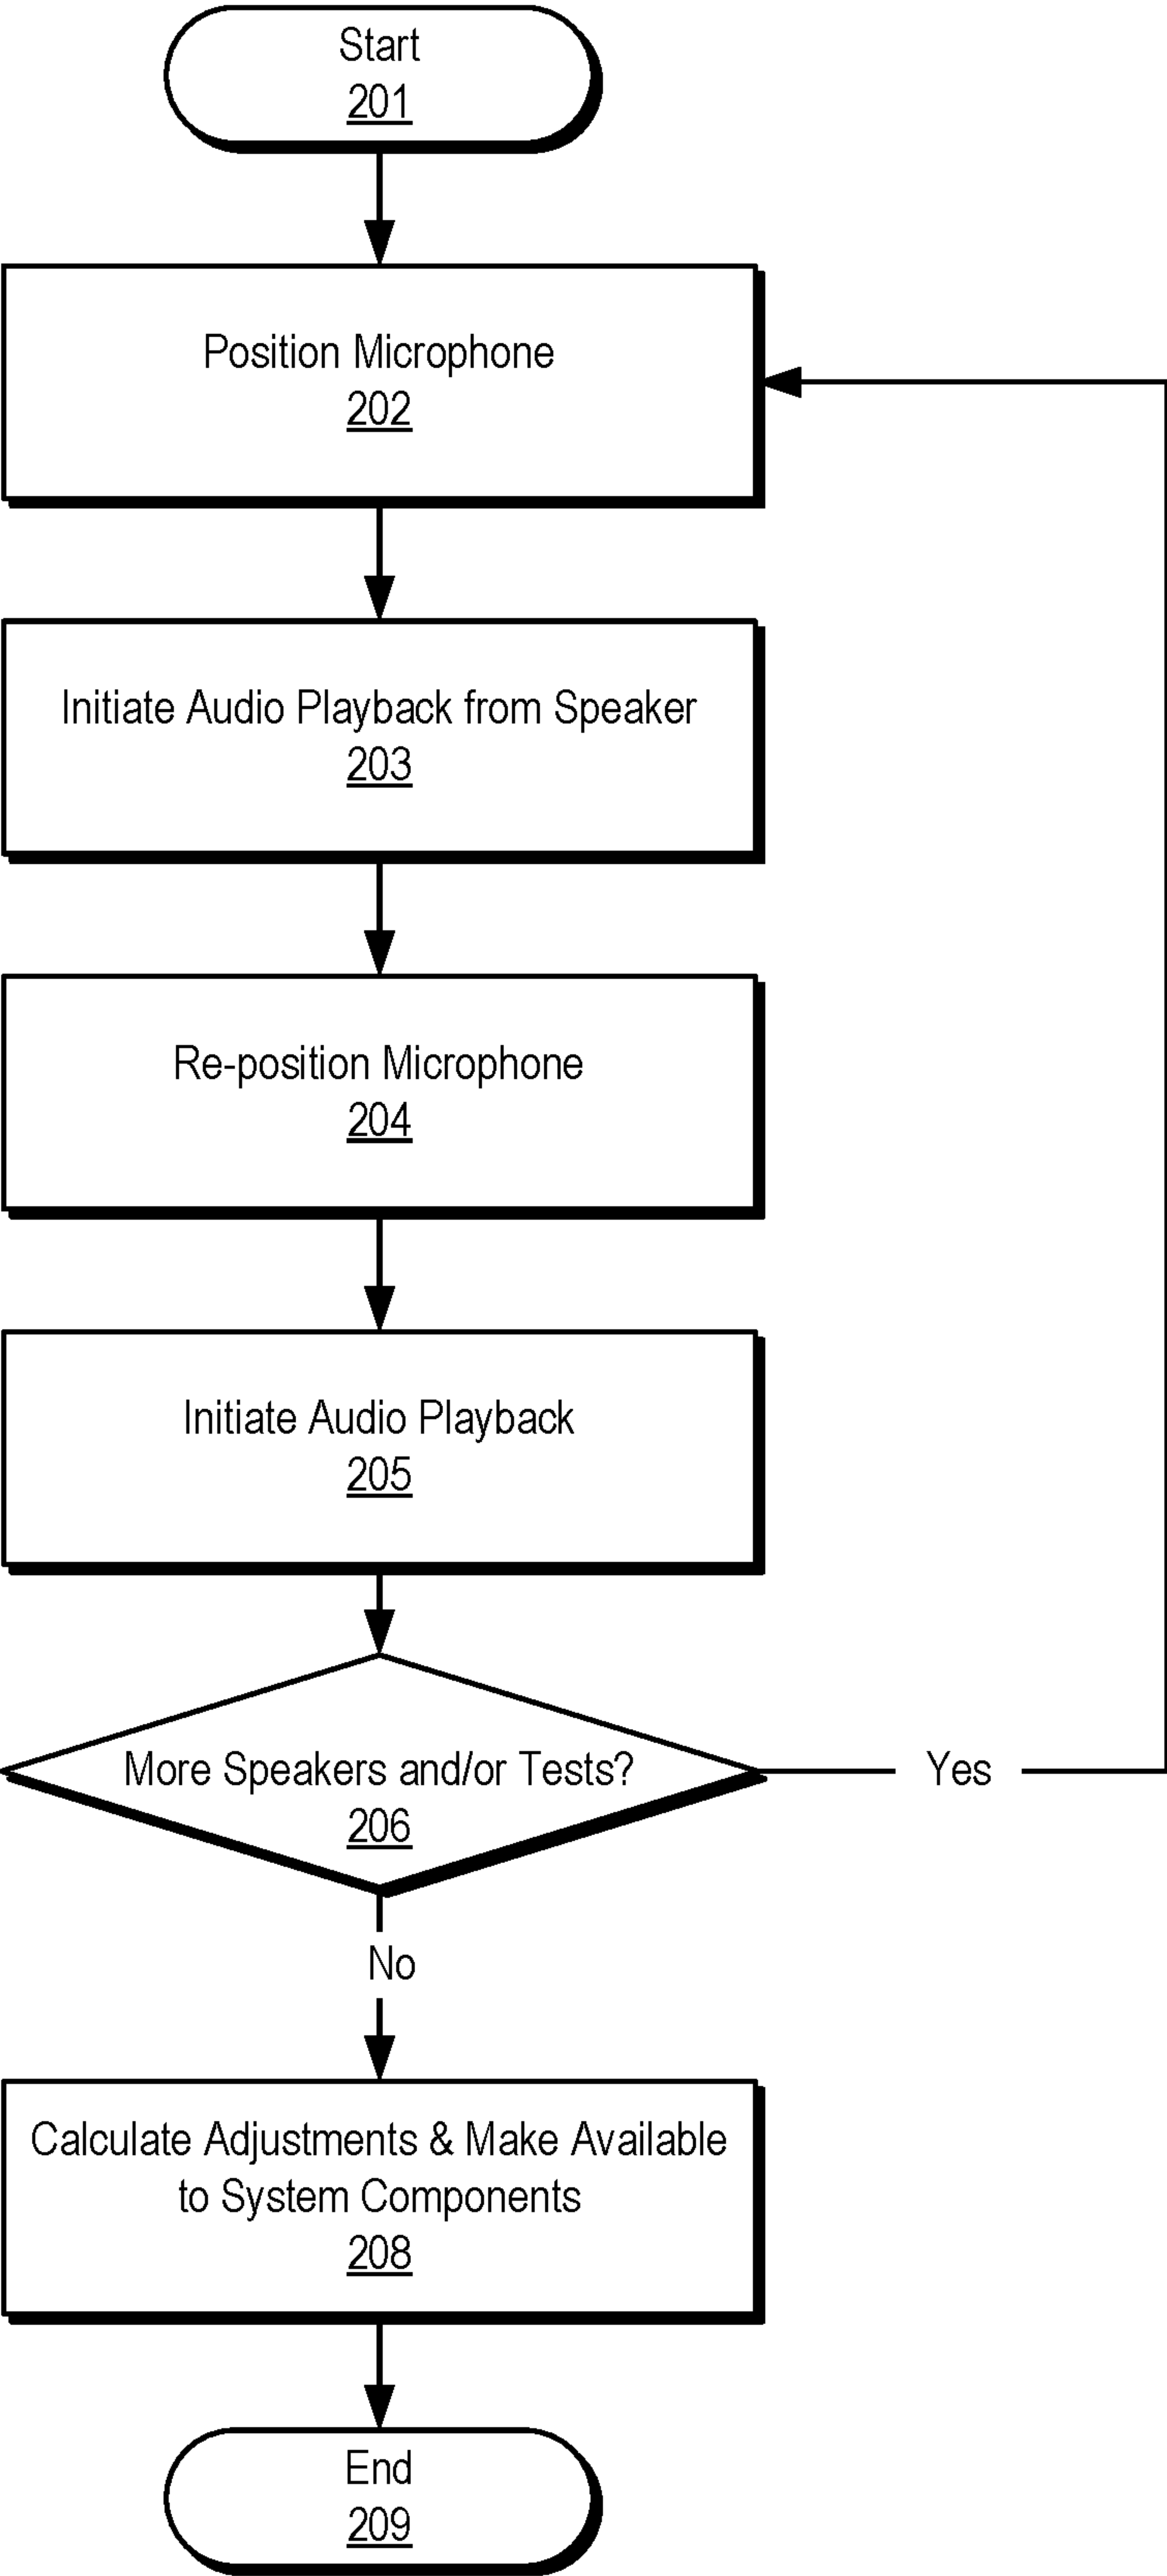 Start
201
Position Microphone
202
Initiate Audio Playback from Speaker
203
Re-position Microphone
204
Initiate Audio Playback
205
More Speakers and/or Tests?
206
Yes
No
Calculate Adjustments & Make Available
to System Components
208
End
209